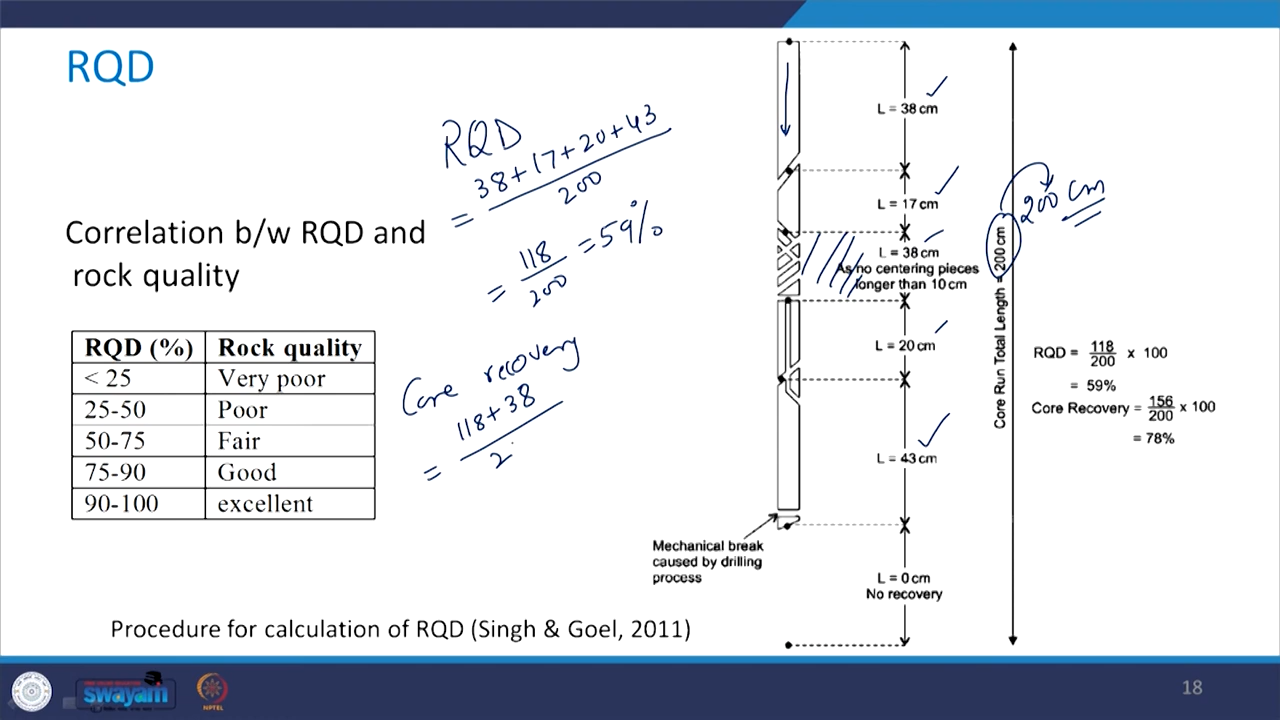 RQD
RQD
= 38+17+20+43
200
= 118
200
= 59%
Core recovery
= 118+38
2
Correlation b/w RQD and
rock quality
RQD (%) Rock quality
< 25 Very poor
25-50 Poor
50-75 Fair
75-90 Good
90-100 excellent
L = 38 cm
L = 17 cm
L = 38 cm
As no centering pieces
longer than 10 cm
L = 20 cm
L = 43 cm
Mechanical break
caused by drilling
process
L = 0 cm
No recovery
Core Run Total Length = 200 cm
200 cm
RQD = 118/200 x 100
= 59%
Core Recovery = 156/200 x 100
= 78%
Procedure for calculation of RQD (Singh & Goel, 2011)
swayam
NPTEL
18